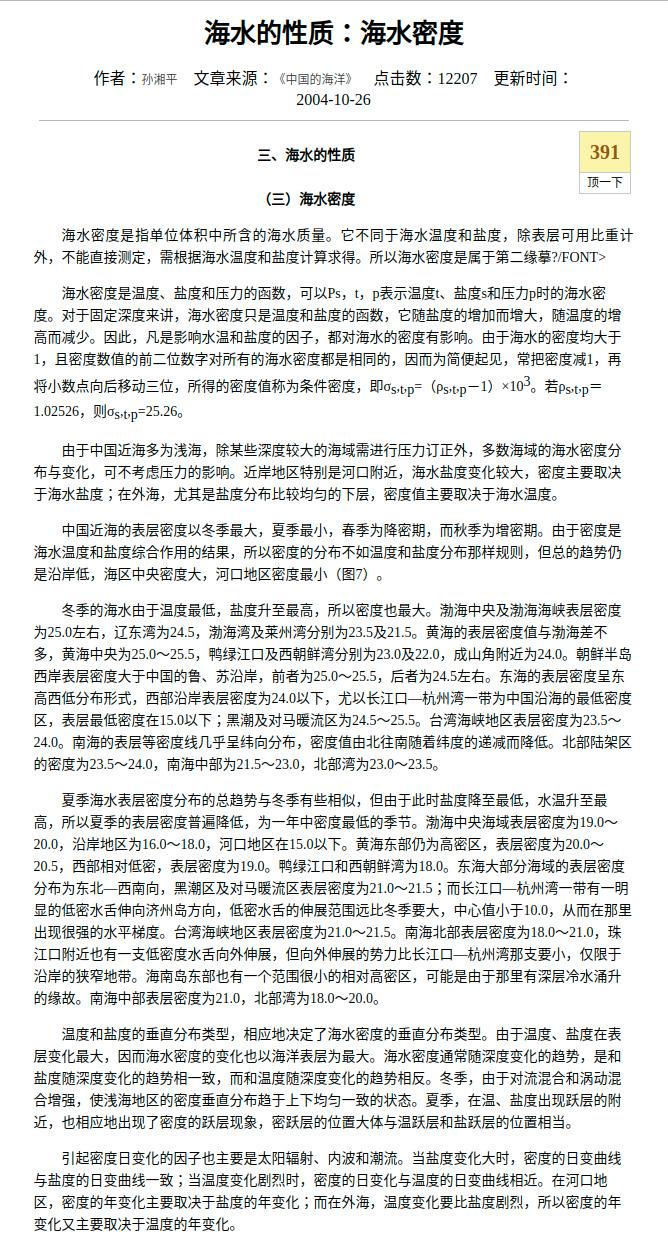 海水的性质：海水密度
作者：孙湘平 文章来源：《中国的海洋》 点击数：12207 更新时间：
2004-10-26
391
顶一下
三、海水的性质
（三）海水密度
海水密度是指单位体积中所含的海水质量。它不同于海水温度和盐度，除表层可用比重计
外，不能直接测定，需根据海水温度和盐度计算求得。所以海水密度是属于第二缘摹?/FONT>
海水密度是温度、盐度和压力的函数，可以Ps，t，p表示温度t、盐度s和压力p时的海水密
度。对于固定深度来讲，海水密度只是温度和盐度的函数，它随盐度的增加而增大，随温度的增
高而减少。因此，凡是影响水温和盐度的因子，都对海水的密度有影响。由于海水的密度均大于
1，且密度数值的前二位数字对所有的海水密度都是相同的，因而为简便起见，常把密度减1，再
将小数点向后移动三位，所得的密度值称为条件密度，即σs,t,p=（ρs,t,p－1）×10³。若ρs,t,p＝
1.02526，则σs,t,p=25.26。
由于中国近海多为浅海，除某些深度较大的海域需进行压力订正外，多数海域的海水密度分
布与变化，可不考虑压力的影响。近岸地区特别是河口附近，海水盐度变化较大，密度主要取决
于海水盐度；在外海，尤其是盐度分布比较均匀的下层，密度值主要取决于海水温度。
中国近海的表层密度以冬季最大，夏季最小，春季为降密期，而秋季为增密期。由于密度是
海水温度和盐度综合作用的结果，所以密度的分布不如温度和盐度分布那样规则，但总的趋势仍
是沿岸低，海区中央密度大，河口地区密度最小（图7）。
冬季的海水由于温度最低，盐度升至最高，所以密度也最大。渤海中央及渤海海峡表层密度
为25.0左右，辽东湾为24.5，渤海湾及莱州湾分别为23.5及21.5。黄海的表层密度值与渤海差不
多，黄海中央为25.0～25.5，鸭绿江口及西朝鲜湾分别为23.0及22.0，成山角附近为24.0。朝鲜半岛
西岸表层密度大于中国的鲁、苏沿岸，前者为25.0～25.5，后者为24.5左右。东海的表层密度呈东
高西低分布形式，西部沿岸表层密度为24.0以下，尤以长江口—杭州湾一带为中国沿海的最低密度
区，表层最低密度在15.0以下；黑潮及对马暖流区为24.5～25.5。台湾海峡地区表层密度为23.5～
24.0。南海的表层等密度线几乎呈纬向分布，密度值由北往南随着纬度的递减而降低。北部陆架区
的密度为23.5～24.0，南海中部为21.5～23.0，北部湾为23.0～23.5。
夏季海水表层密度分布的总趋势与冬季有些相似，但由于此时盐度降至最低，水温升至最
高，所以夏季的表层密度普遍降低，为一年中密度最低的季节。渤海中央海域表层密度为19.0～
20.0，沿岸地区为16.0～18.0，河口地区在15.0以下。黄海东部仍为高密区，表层密度为20.0～
20.5，西部相对低密，表层密度为19.0。鸭绿江口和西朝鲜湾为18.0。东海大部分海域的表层密度
分布为东北—西南向，黑潮区及对马暖流区表层密度为21.0～21.5；而长江口—杭州湾一带有一明
显的低密水舌伸向济州岛方向，低密水舌的伸展范围远比冬季要大，中心值小于10.0，从而在那里
出现很强的水平梯度。台湾海峡地区表层密度为21.0～21.5。南海北部表层密度为18.0～21.0，珠
江口附近也有一支低密度水舌向外伸展，但向外伸展的势力比长江口—杭州湾那支要小，仅限于
沿岸的狭窄地带。海南岛东部也有一个范围很小的相对高密区，可能是由于那里有深层冷水涌升
的缘故。南海中部表层密度为21.0，北部湾为18.0～20.0。
温度和盐度的垂直分布类型，相应地决定了海水密度的垂直分布类型。由于温度、盐度在表
层变化最大，因而海水密度的变化也以海洋表层为最大。海水密度通常随深度变化的趋势，是和
盐度随深度变化的趋势相一致，而和温度随深度变化的趋势相反。冬季，由于对流混合和涡动混
合增强，使浅海地区的密度垂直分布趋于上下均匀一致的状态。夏季，在温、盐度出现跃层的附
近，也相应地出现了密度的跃层现象，密跃层的位置大体与温跃层和盐跃层的位置相当。
引起密度日变化的因子也主要是太阳辐射、内波和潮流。当盐度变化大时，密度的日变曲线
与盐度的日变曲线一致；当温度变化剧烈时，密度的日变化与温度的日变曲线相近。在河口地
区，密度的年变化主要取决于盐度的年变化；而在外海，温度变化要比盐度剧烈，所以密度的年
变化又主要取决于温度的年变化。